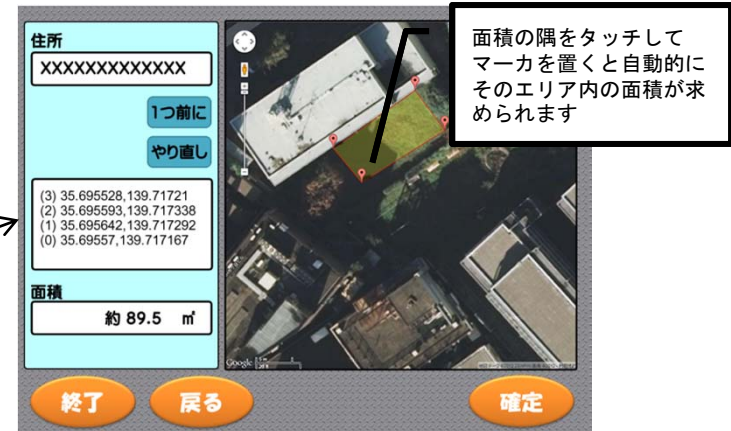 住所
XXXXXXXXXXXXX
1つ前に
やり直し
(3) 35.695528,139.71721
(2) 35.695593,139.717338
(1) 35.695642,139.717292
(0) 35.69557,139.717167
面積
約 89.5 ㎡
面積の隅をタッチして
マーカを置くと自動的に
そのエリア内の面積が求
められます
Google
終了
戻る
確定